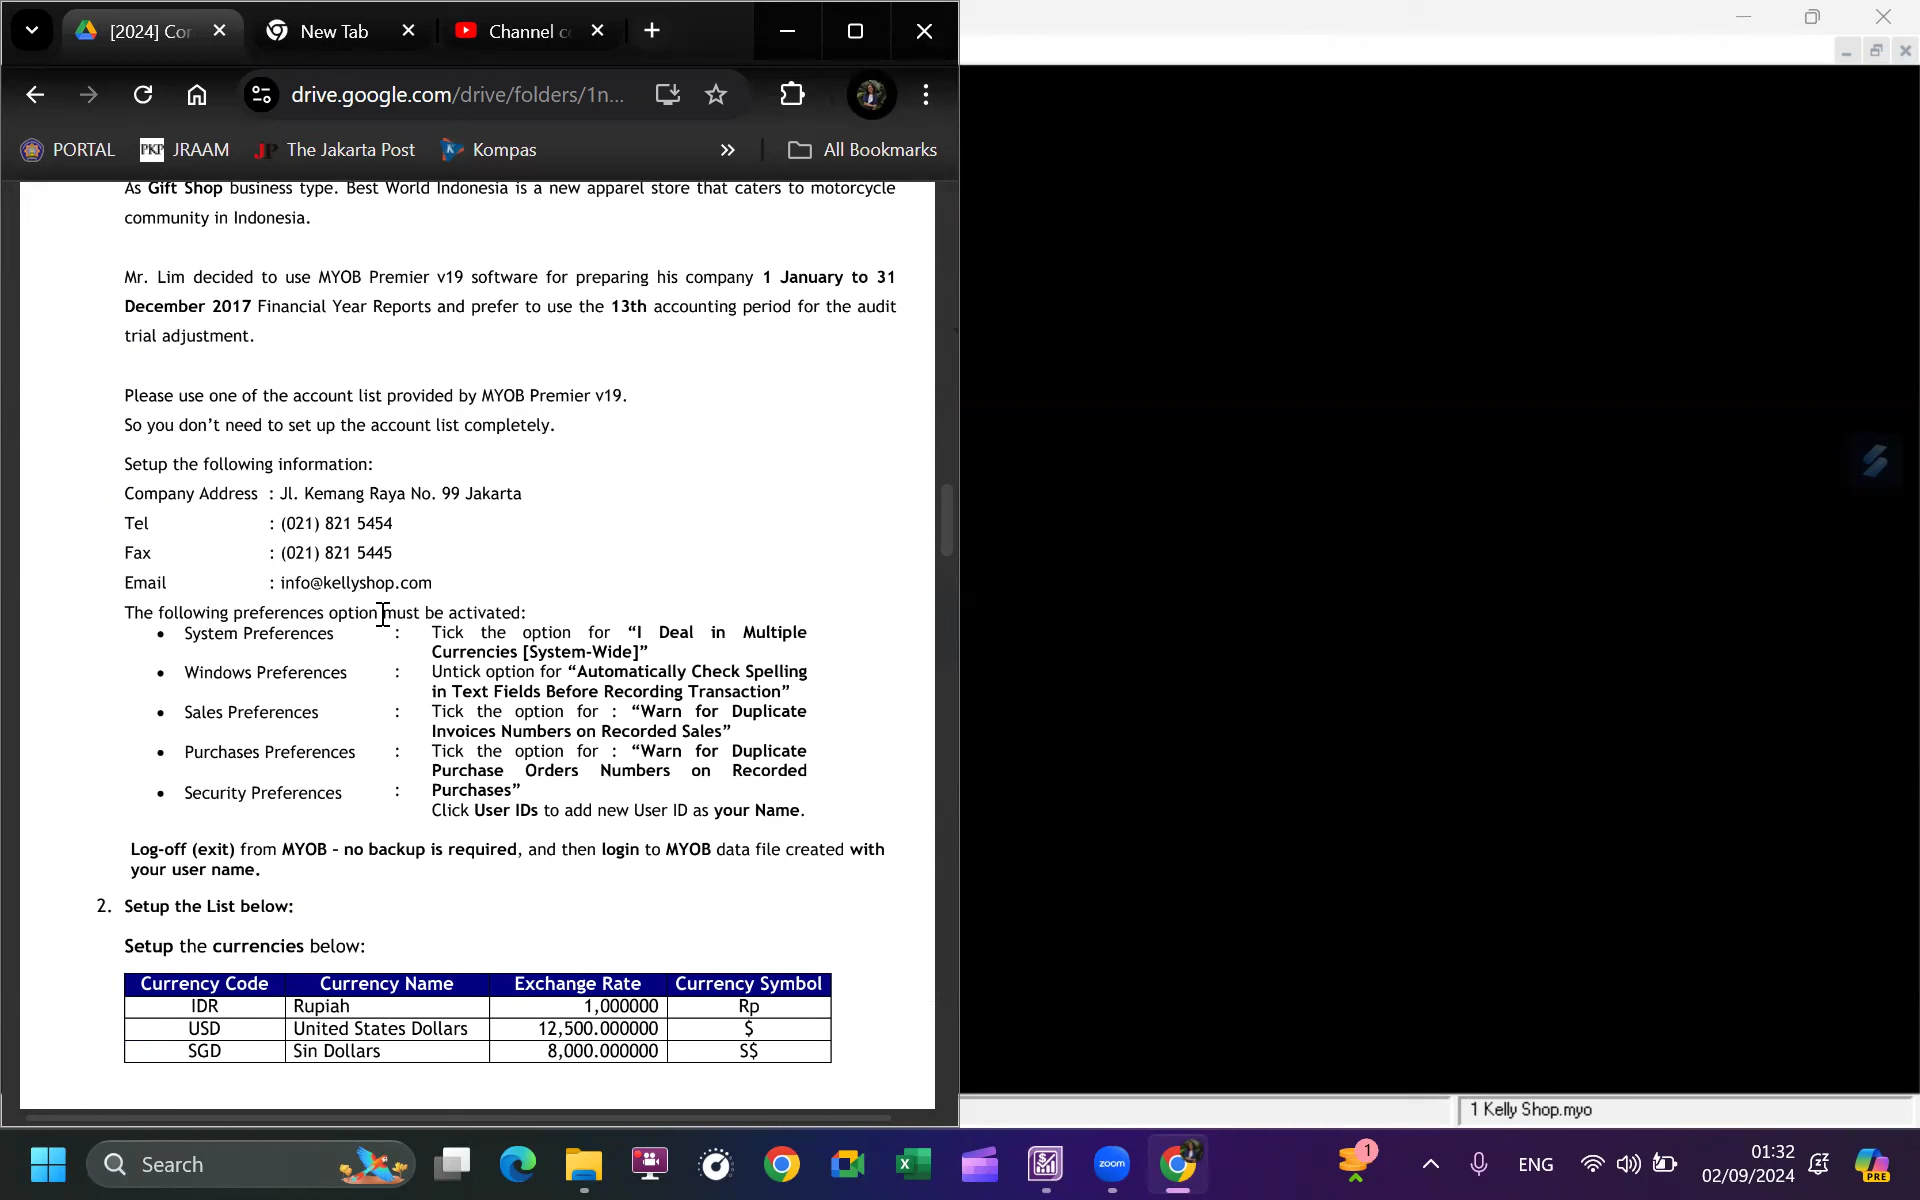 [2024] Cor
New Tab
Channel c
drive.google.com/drive/folders/1n...
PORTAL
PKP JRAAM
JP The Jakarta Post
K Kompas
»
All Bookmarks
As Gift Shop business type. Best World Indonesia is a new apparel store that caters to motorcycle
community in Indonesia.
Mr. Lim decided to use MYOB Premier v19 software for preparing his company 1 January to 31
December 2017 Financial Year Reports and prefer to use the 13th accounting period for the audit
trial adjustment.
Please use one of the account list provided by MYOB Premier v19.
So you don’t need to set up the account list completely.
Setup the following information:
Company Address : Jl. Kemang Raya No. 99 Jakarta
Tel : (021) 821 5454
Fax : (021) 821 5445
Email : info@kellyshop.com
The following preferences option must be activated:
• System Preferences : Tick the option for “I Deal in Multiple
Currencies [System-Wide]”
• Windows Preferences : Untick option for “Automatically Check Spelling
in Text Fields Before Recording Transaction”
• Sales Preferences : Tick the option for : “Warn for Duplicate
Invoices Numbers on Recorded Sales”
• Purchases Preferences : Tick the option for : “Warn for Duplicate
Purchase Orders Numbers on Recorded
Purchases”
• Security Preferences :
Click User IDs to add new User ID as your Name.
Log-off (exit) from MYOB – no backup is required, and then login to MYOB data file created with
your user name.
2. Setup the List below:
Setup the currencies below:
Currency Code Currency Name Exchange Rate Currency Symbol
IDR Rupiah 1,000000 Rp
USD United States Dollars 12,500.000000 $
SGD Sin Dollars 8,000.000000 S$
1 Kelly Shop.myo
Search
zoom
1
ENG
01:32
02/09/2024
PRE